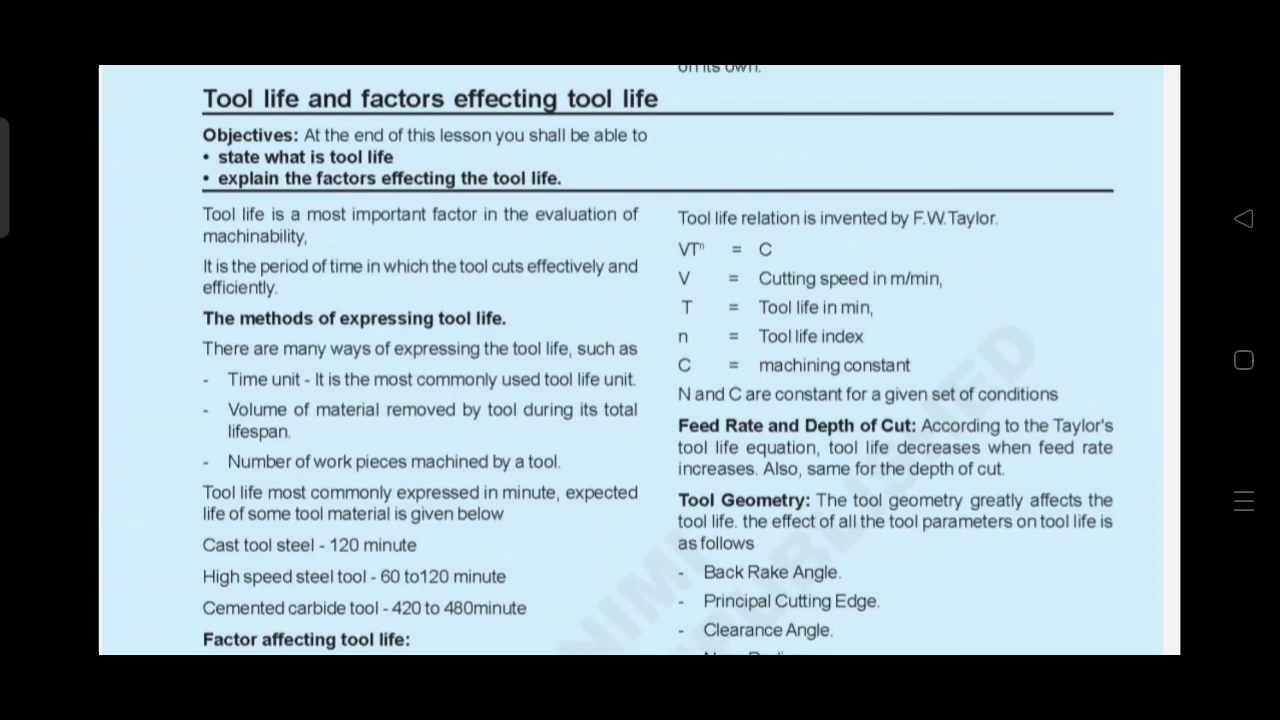 on its own.
Tool life and factors effecting tool life
Objectives: At the end of this lesson you shall be able to
• state what is tool life
• explain the factors effecting the tool life.
Tool life is a most important factor in the evaluation of
machinability,
It is the period of time in which the tool cuts effectively and
efficiently.
The methods of expressing tool life.
There are many ways of expressing the tool life, such as
- Time unit - It is the most commonly used tool life unit.
- Volume of material removed by tool during its total
lifespan.
- Number of work pieces machined by a tool.
Tool life most commonly expressed in minute, expected
life of some tool material is given below
Cast tool steel - 120 minute
High speed steel tool - 60 to120 minute
Cemented carbide tool - 420 to 480minute
Factor affecting tool life:
Tool life relation is invented by F.W.Taylor.
VTⁿ = C
V = Cutting speed in m/min,
T = Tool life in min,
n = Tool life index
C = machining constant
N and C are constant for a given set of conditions
Feed Rate and Depth of Cut: According to the Taylor's
tool life equation, tool life decreases when feed rate
increases. Also, same for the depth of cut.
Tool Geometry: The tool geometry greatly affects the
tool life. the effect of all the tool parameters on tool life is
as follows
- Back Rake Angle.
- Principal Cutting Edge.
- Clearance Angle.